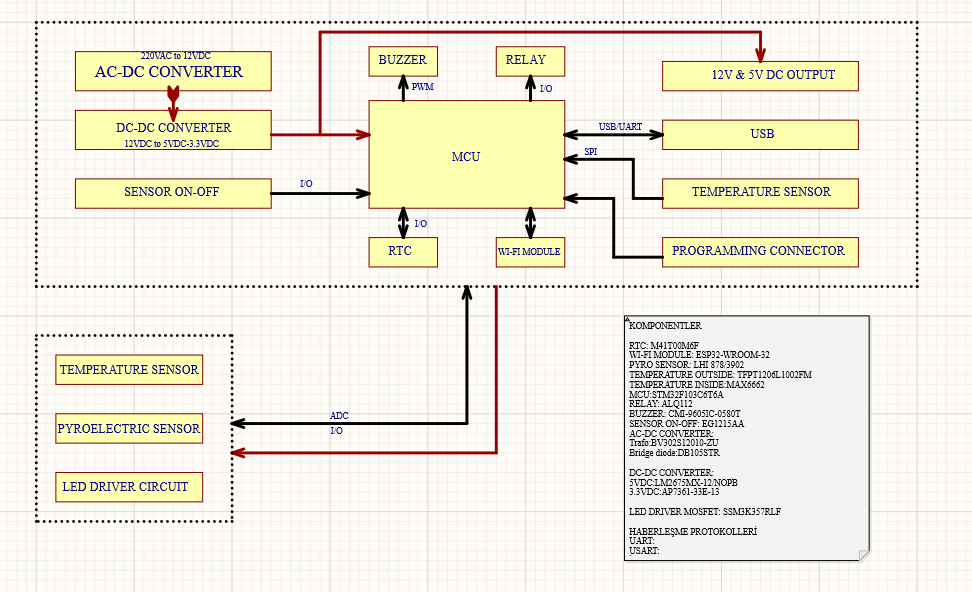 220VAC to 12VDC
AC-DC CONVERTER
DC-DC CONVERTER
12VDC to 5VDC-3.3VDC
SENSOR ON-OFF
I/O
BUZZER
PWM
RELAY
I/O
MCU
I/O
RTC
WI-FI MODULE
12V & 5V DC OUTPUT
USB/UART
USB
SPI
TEMPERATURE SENSOR
PROGRAMMING CONNECTOR
TEMPERATURE SENSOR
PYROELECTRIC SENSOR
LED DRIVER CIRCUIT
ADC
I/O
KOMPONENTLER
RTC: M41T00M6F
WI-FI MODULE: ESP32-WROOM-32
PYRO SENSOR: LHI 878/3902
TEMPERATURE OUTSIDE: TFPT1206L1002FM
TEMPERATURE INSIDE:MAX6662
MCU:STM32F103C6T6A
RELAY: ALQ112
BUZZER: CMI-9605IC-0580T
SENSOR ON-OFF: EG1215AA
AC-DC CONVERTER:
Trafo:BV302S12010-ZU
Bridge diode:DB105STR
DC-DC CONVERTER:
5VDC:LM2675MX-12/NOPB
3.3VDC:AP7361-33E-13
LED DRIVER MOSFET: SSM3K357RLF
HABERLEŞME PROTOKOLLERİ
UART:
USART: